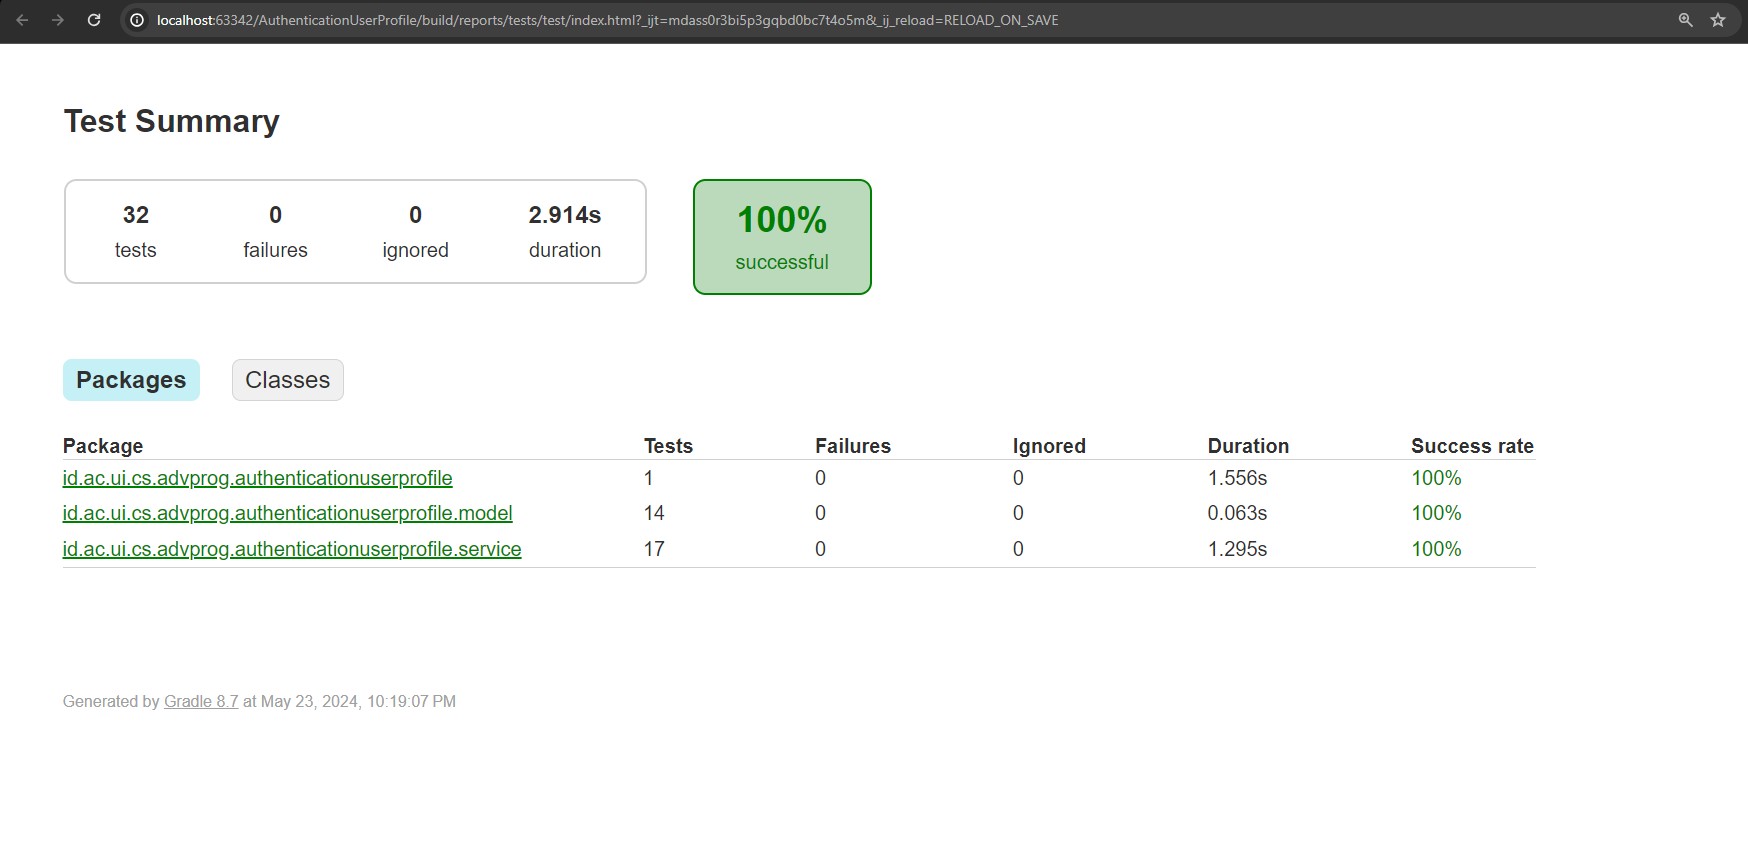 localhost:63342/AuthenticationUserProfile/build/reports/tests/test/index.html?_ijt=mdass0r3bi5p3gqbd0bc7t4o5m&_ij_reload=RELOAD_ON_SAVE
Test Summary
32 0 0 2.914s
tests failures ignored duration
100%
successful
Packages Classes
Package Tests Failures Ignored Duration Success rate
id.ac.ui.cs.advprog.authenticationuserprofile 1 0 0 1.556s 100%
id.ac.ui.cs.advprog.authenticationuserprofile.model 14 0 0 0.063s 100%
id.ac.ui.cs.advprog.authenticationuserprofile.service 17 0 0 1.295s 100%
Generated by Gradle 8.7 at May 23, 2024, 10:19:07 PM